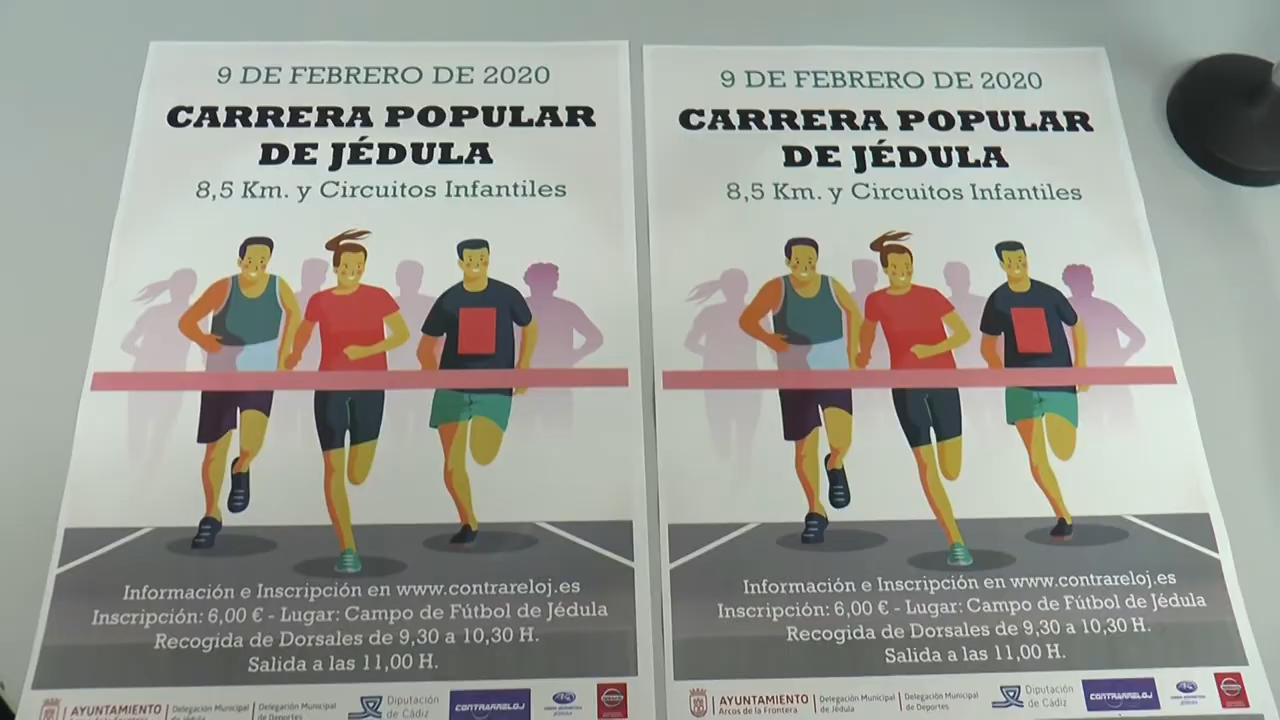 9 DE FEBRERO DE 2020
CARRERA POPULAR
DE JÉDULA
8,5 Km. y Circuitos Infantiles
Información e Inscripción en www.contrareloj.es
Inscripción: 6,00 € - Lugar: Campo de Fútbol de Jédula
Recogida de Dorsales de 9,30 a 10,30 H.
Salida a las 11,00 H.
AYUNTAMIENTO
Delegación Municipal
Delegación Municipal
de Deportes
Diputación
de Cádiz
CONTRARRELOJ
9 DE FEBRERO DE 2020
CARRERA POPULAR
DE JÉDULA
8,5 Km. y Circuitos Infantiles
Información e Inscripción en www.contrareloj.es
Inscripción: 6,00 € - Lugar: Campo de Fútbol de Jédula
Recogida de Dorsales de 9,30 a 10,30 H.
Salida a las 11,00 H.
AYUNTAMIENTO
Arcos de la Frontera
Delegación Municipal
de Jédula
Delegación Municipal
de Deportes
Diputación
de Cádiz
CONTRARRELOJ